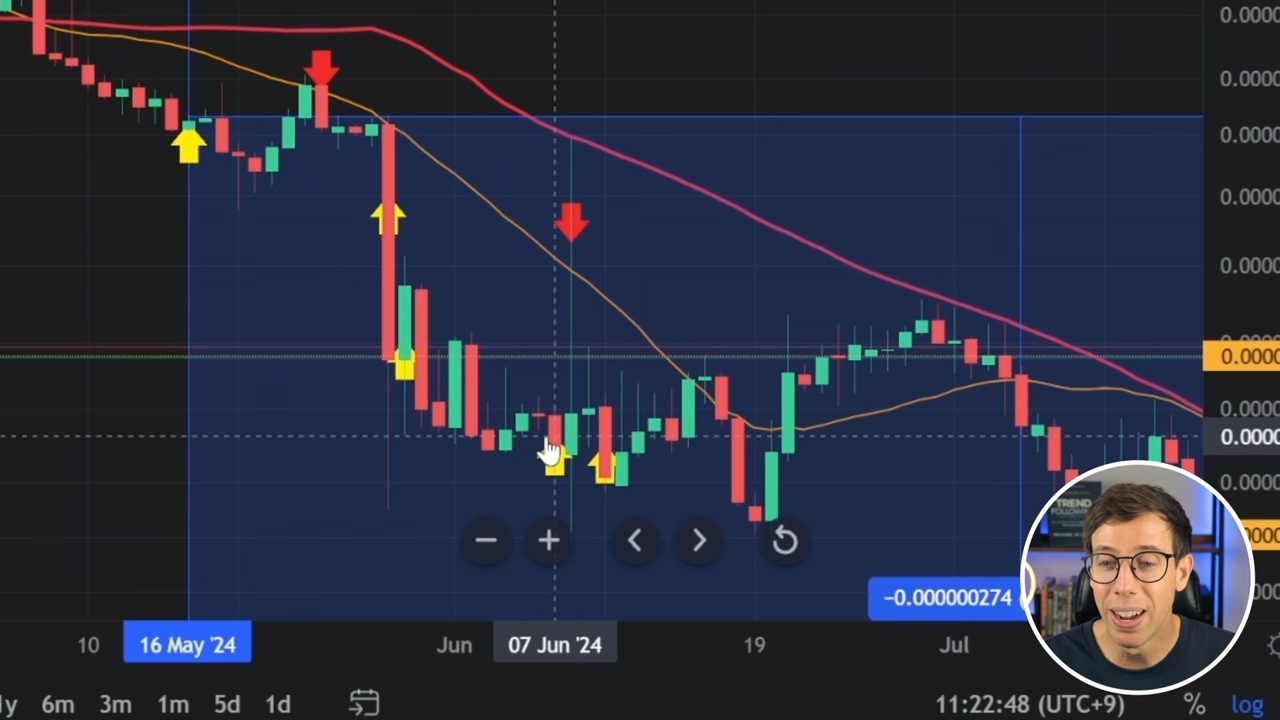 0.0000
0.0000
0.0000
0.0000
0.0000
0.0000
0.0000
0.0000
0.0000
−0.000000274
10
16 May '24
Jun
07 Jun '24
19
Jul
TREND
FOLLOWING
6m
3m
1m
5d
1d
11:22:48 (UTC+9)
%
log